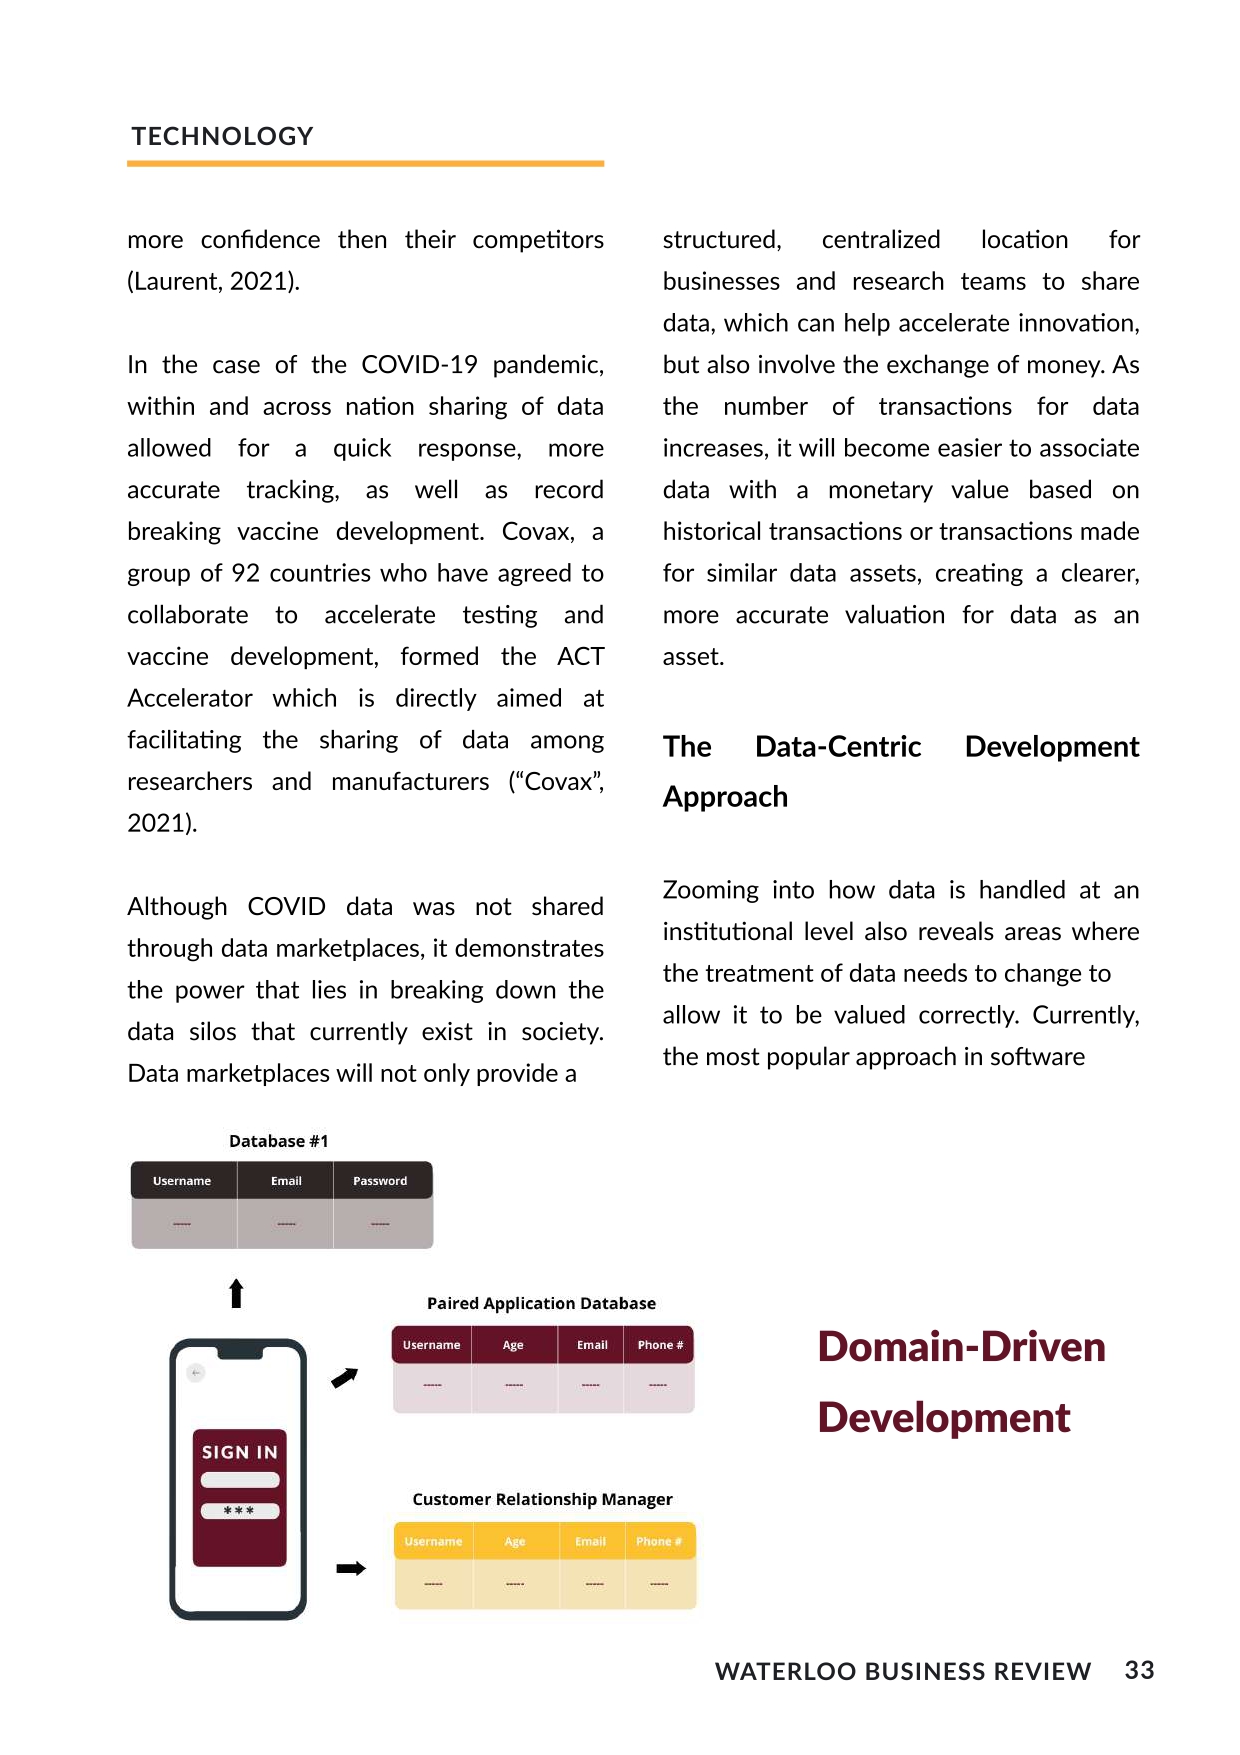 TECHNOLOGY
more confidence then their competitors
(Laurent, 2021).
In the case of the COVID-19 pandemic,
within and across nation sharing of data
allowed for a quick response, more
accurate tracking, as well as record
breaking vaccine development. Covax, a
group of 92 countries who have agreed to
collaborate to accelerate testing and
vaccine development, formed the ACT
Accelerator which is directly aimed at
facilitating the sharing of data among
researchers and manufacturers (“Covax”,
2021).
Although COVID data was not shared
through data marketplaces, it demonstrates
the power that lies in breaking down the
data silos that currently exist in society.
Data marketplaces will not only provide a
structured, centralized location for
businesses and research teams to share
data, which can help accelerate innovation,
but also involve the exchange of money. As
the number of transactions for data
increases, it will become easier to associate
data with a monetary value based on
historical transactions or transactions made
for similar data assets, creating a clearer,
more accurate valuation for data as an
asset.
The Data-Centric Development
Approach
Zooming into how data is handled at an
institutional level also reveals areas where
the treatment of data needs to change to
allow it to be valued correctly. Currently,
the most popular approach in software
Database #1
Username Email Password
----- ----- -----
Paired Application Database
Username Age Email Phone #
----- ----- ----- -----
SIGN IN
***
Customer Relationship Manager
Username Age Email Phone #
----- ----- ----- -----
Domain-Driven
Development
WATERLOO BUSINESS REVIEW 33